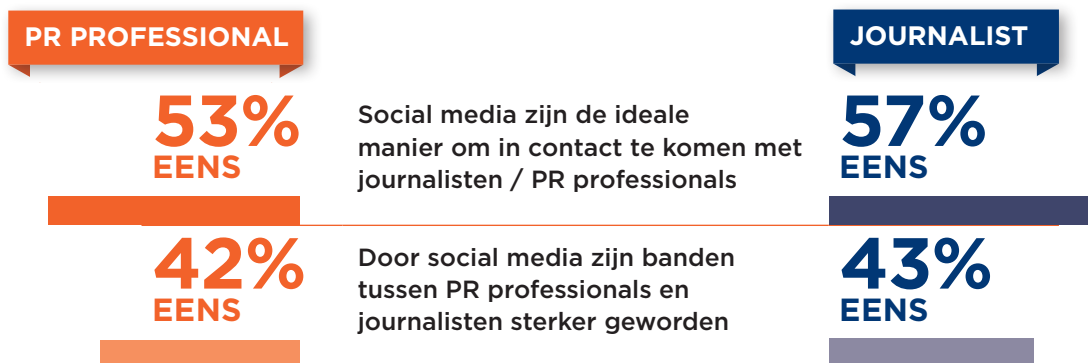 PR PROFESSIONAL
JOURNALIST
53%
EENS
Social media zijn de ideale
manier om in contact te komen met
journalisten / PR professionals
57%
EENS
42%
EENS
Door social media zijn banden
tussen PR professionals en
journalisten sterker geworden
43%
EENS